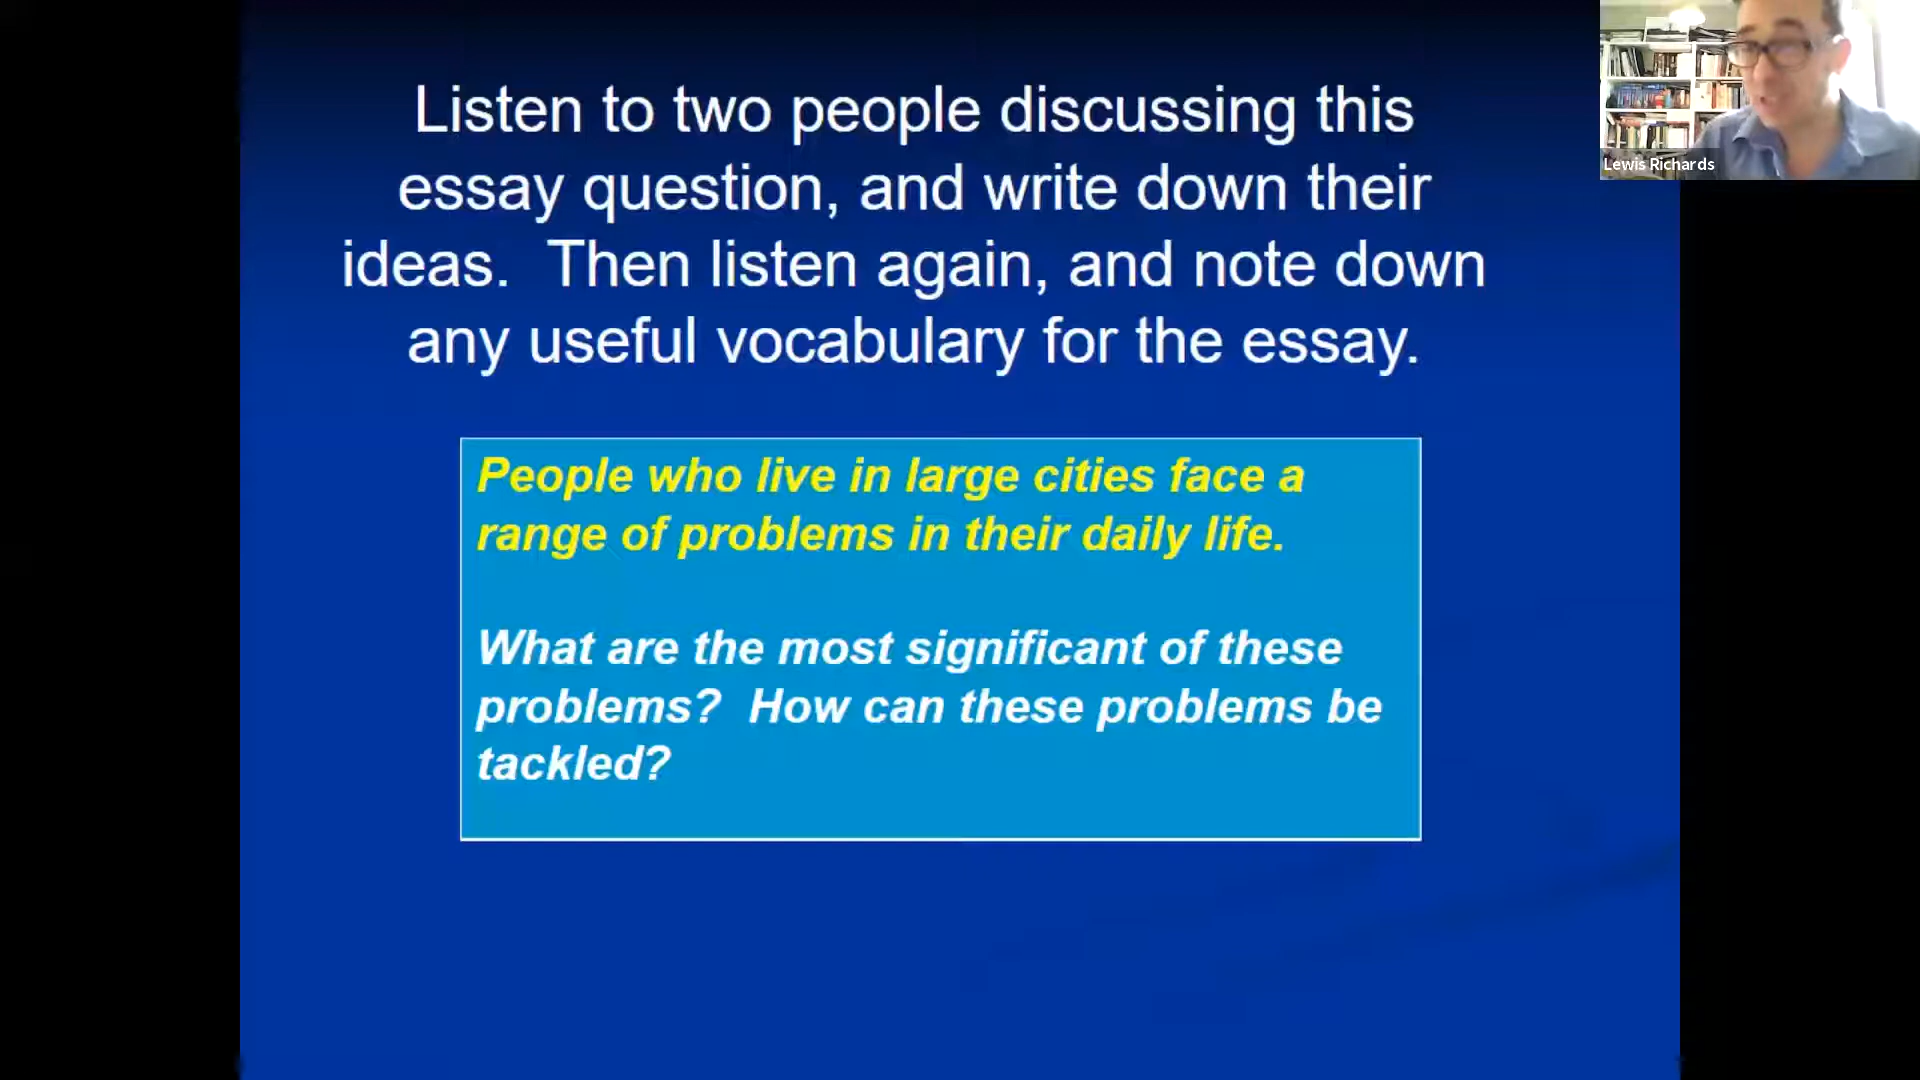 Listen to two people discussing this
essay question, and write down their
ideas.  Then listen again, and note down
any useful vocabulary for the essay.
People who live in large cities face a
range of problems in their daily life.
What are the most significant of these
problems?  How can these problems be
tackled?
Lewis Richards